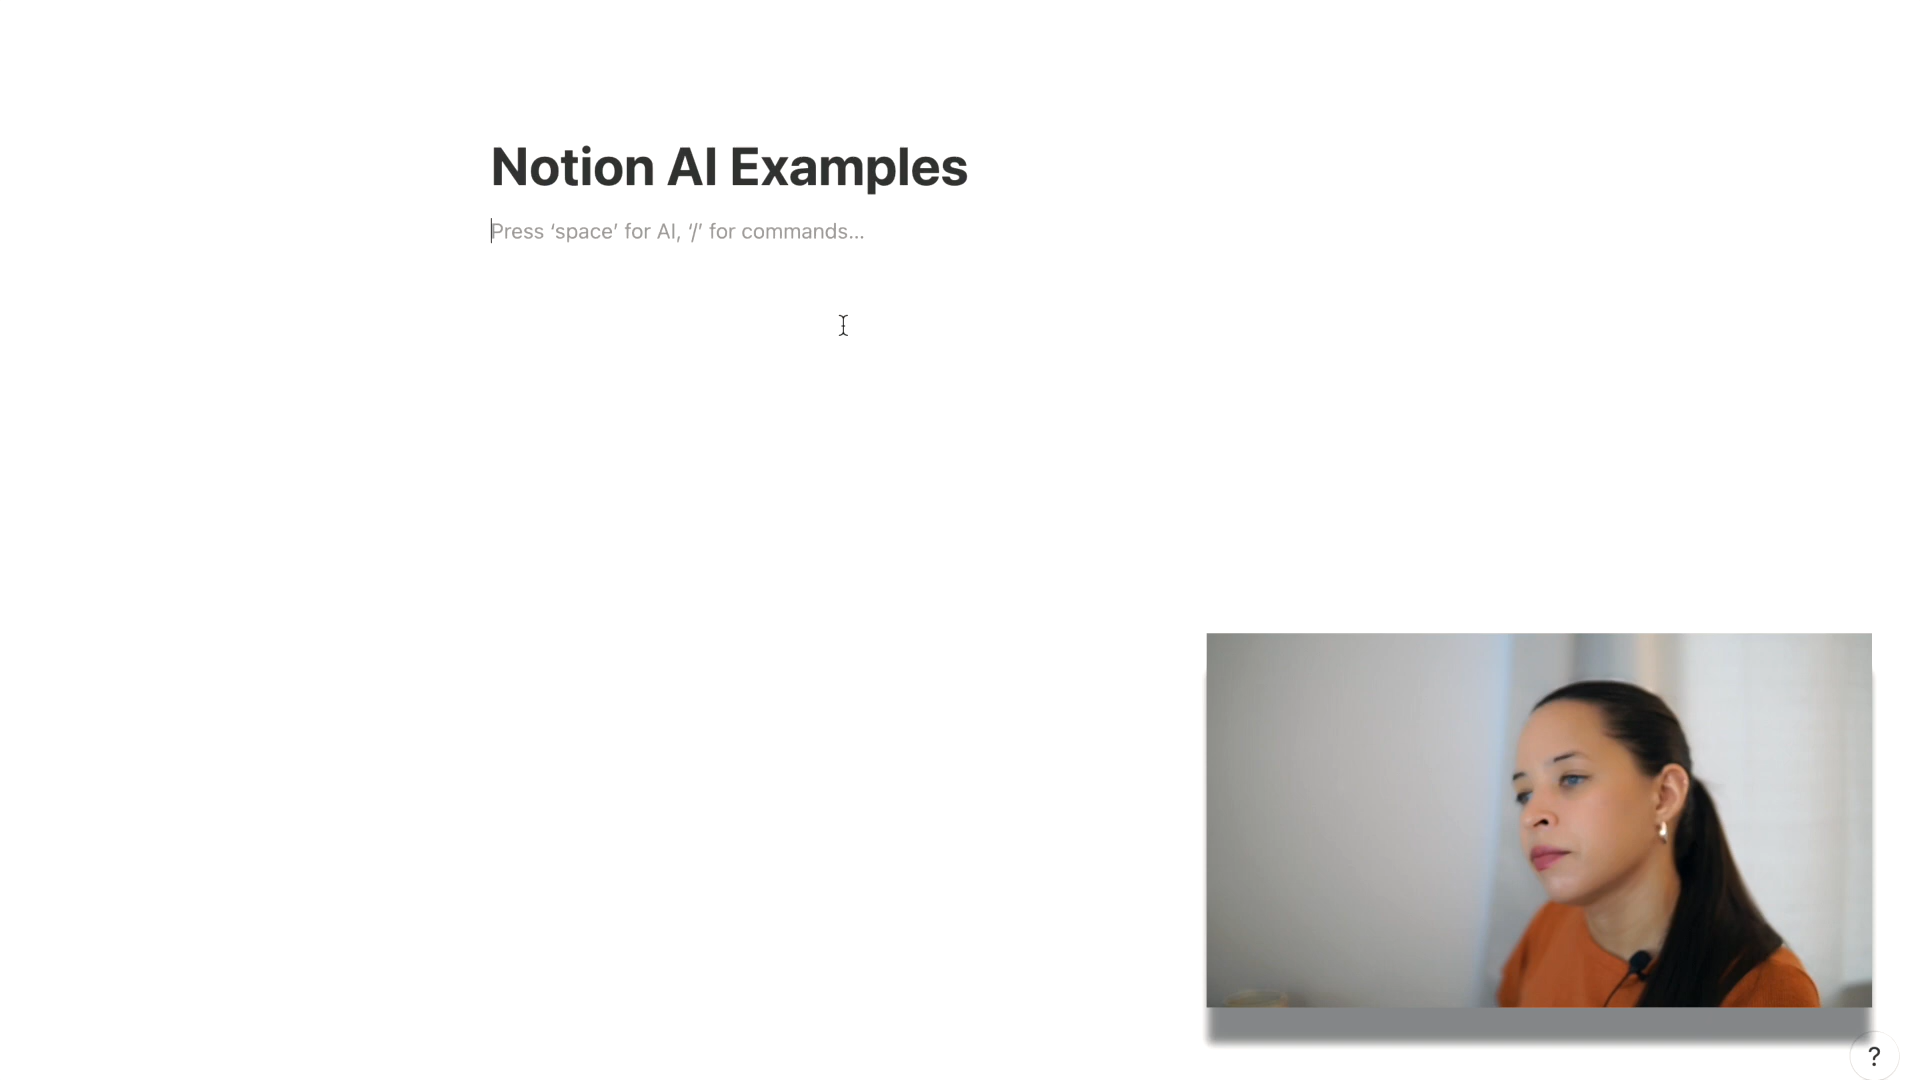 Notion AI Examples
Press ‘space’ for AI, ‘/’ for commands...
?